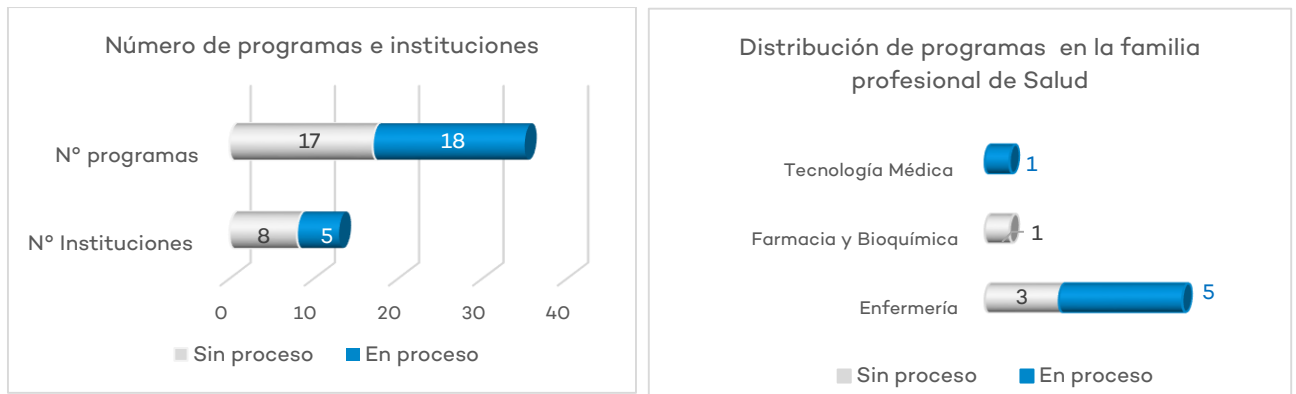 Número de programas e instituciones
N° programas
17
18
N° Instituciones
8
5
0
10
20
30
40
Sin proceso
En proceso
Distribución de programas en la familia
profesional de Salud
Tecnología Médica
1
Farmacia y Bioquímica
1
Enfermería
3
5
Sin proceso
En proceso